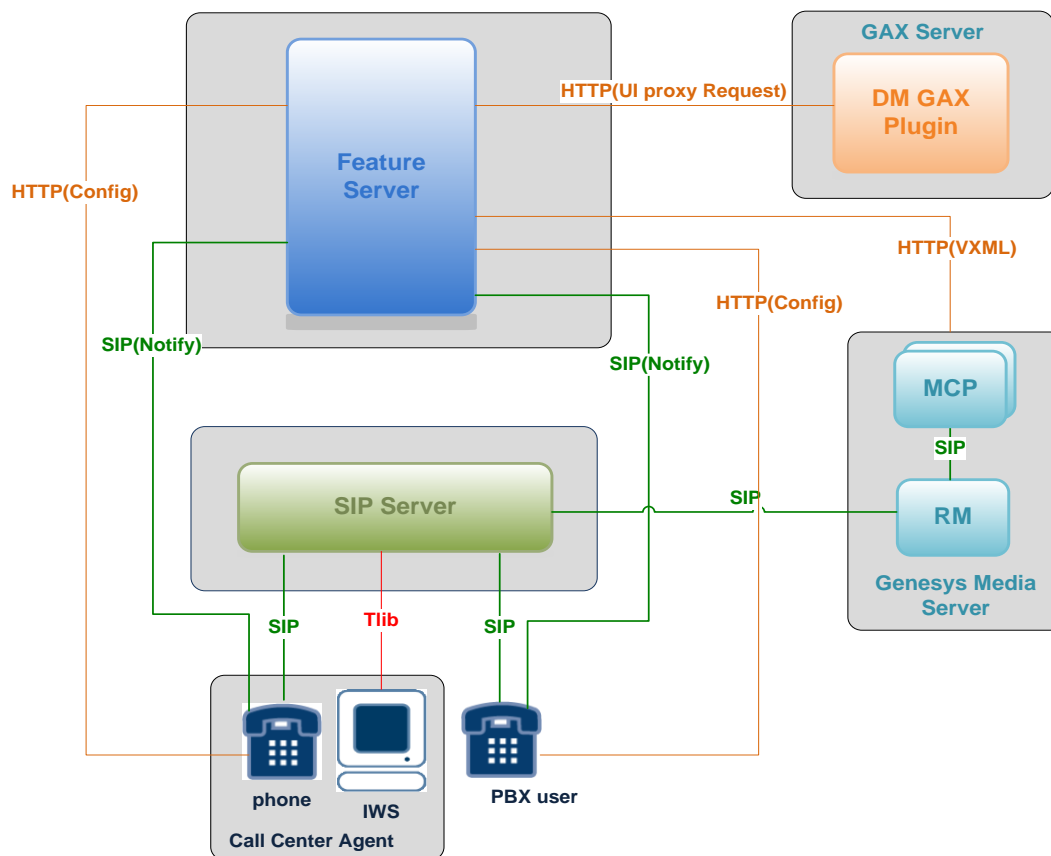 GAX Server
HTTP(UI proxy Request)
DM GAX
Plugin
Feature
Server
HTTP(Config)
HTTP(VXML)
HTTP(Config)
SIP(Notify)
SIP(Notify)
MCP
SIP
SIP Server
SIP
RM
Genesys Media
Server
SIP
Tlib
SIP
phone
IWS
PBX user
Call Center Agent